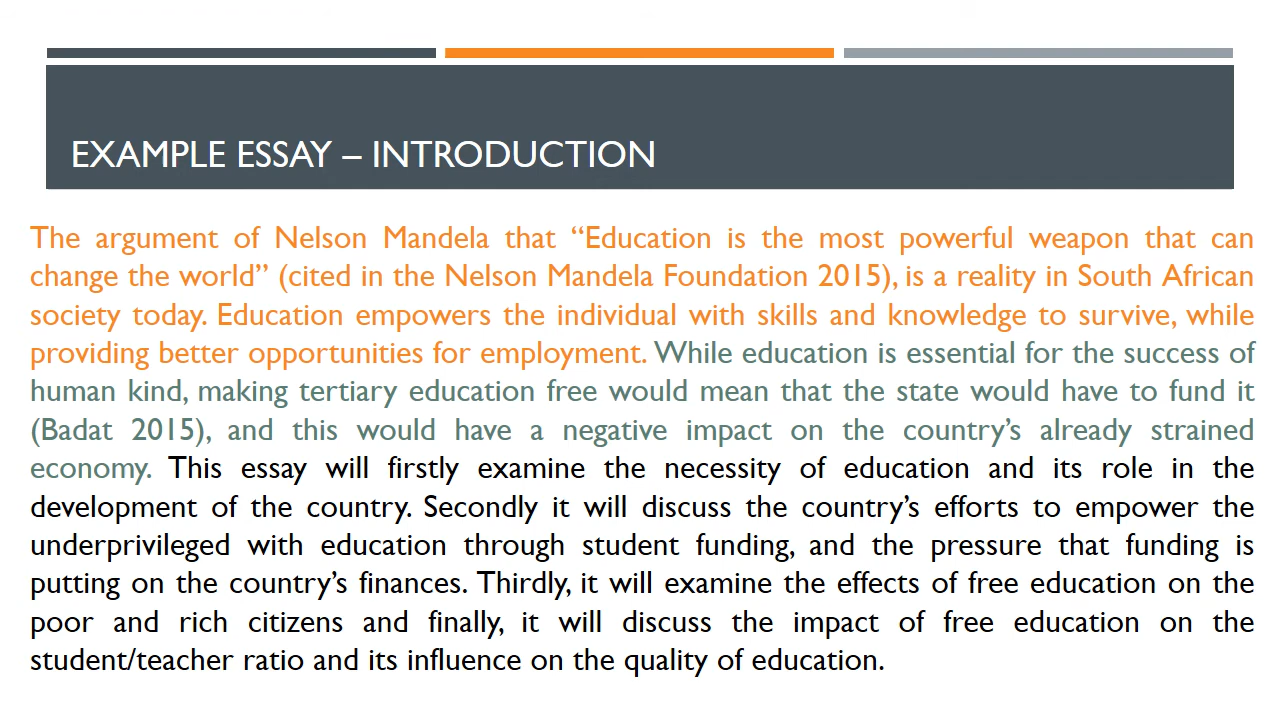 EXAMPLE ESSAY – INTRODUCTION
The argument of Nelson Mandela that “Education is the most powerful weapon that can
change the world” (cited in the Nelson Mandela Foundation 2015), is a reality in South African
society today. Education empowers the individual with skills and knowledge to survive, while
providing better opportunities for employment. While education is essential for the success of
human kind, making tertiary education free would mean that the state would have to fund it
(Badat 2015), and this would have a negative impact on the country’s already strained
economy. This essay will firstly examine the necessity of education and its role in the
development of the country. Secondly it will discuss the country’s efforts to empower the
underprivileged with education through student funding, and the pressure that funding is
putting on the country’s finances. Thirdly, it will examine the effects of free education on the
poor and rich citizens and finally, it will discuss the impact of free education on the
student/teacher ratio and its influence on the quality of education.